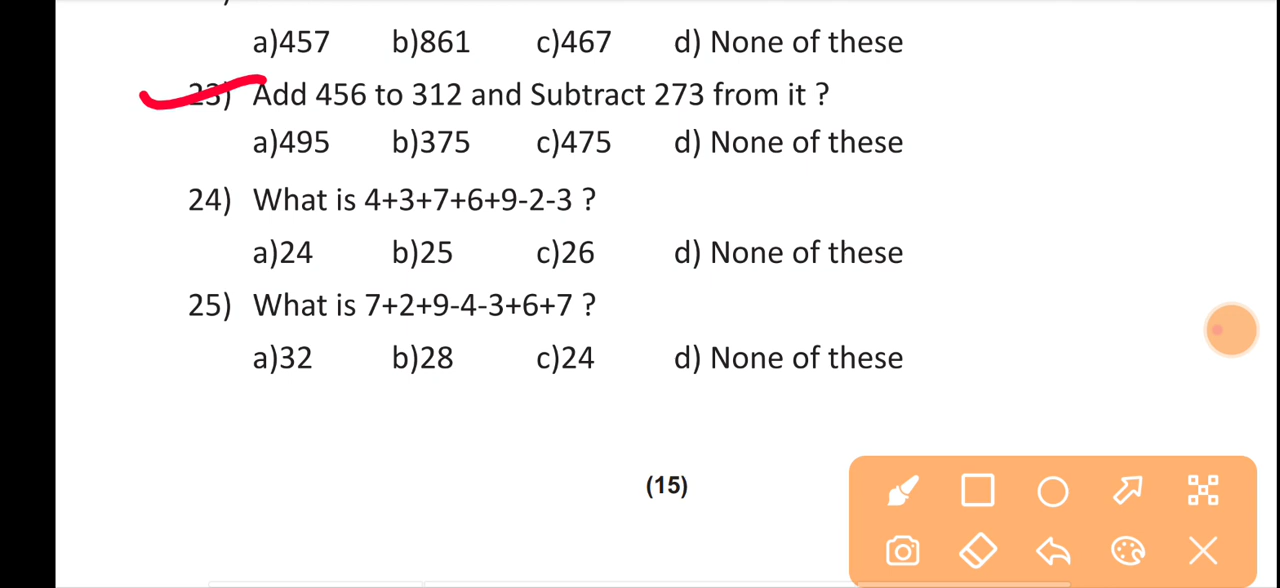 a)457 b)861 c)467 d) None of these
23) Add 456 to 312 and Subtract 273 from it ?
a)495 b)375 c)475 d) None of these
24) What is 4+3+7+6+9-2-3 ?
a)24 b)25 c)26 d) None of these
25) What is 7+2+9-4-3+6+7 ?
a)32 b)28 c)24 d) None of these
(15)